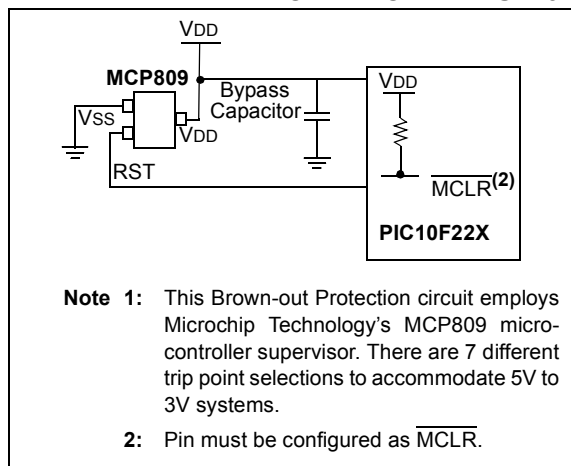 VDD
MCP809
Bypass
Capacitor
VDD
VSS
VDD
RST
MCLR(2)
PIC10F22X
Note 1: This Brown-out Protection circuit employs
Microchip Technology's MCP809 micro-
controller supervisor. There are 7 different
trip point selections to accommodate 5V to
3V systems.
2: Pin must be configured as MCLR.